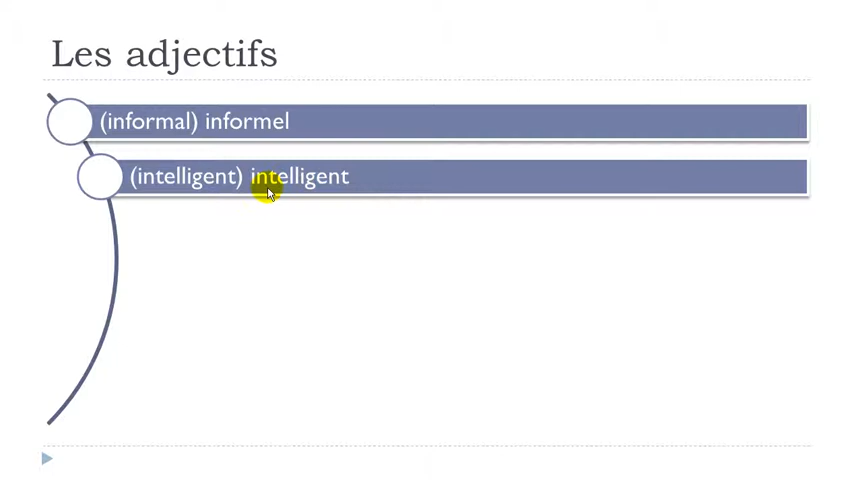 Les adjectifs
(informal) informel
(intelligent) intelligent